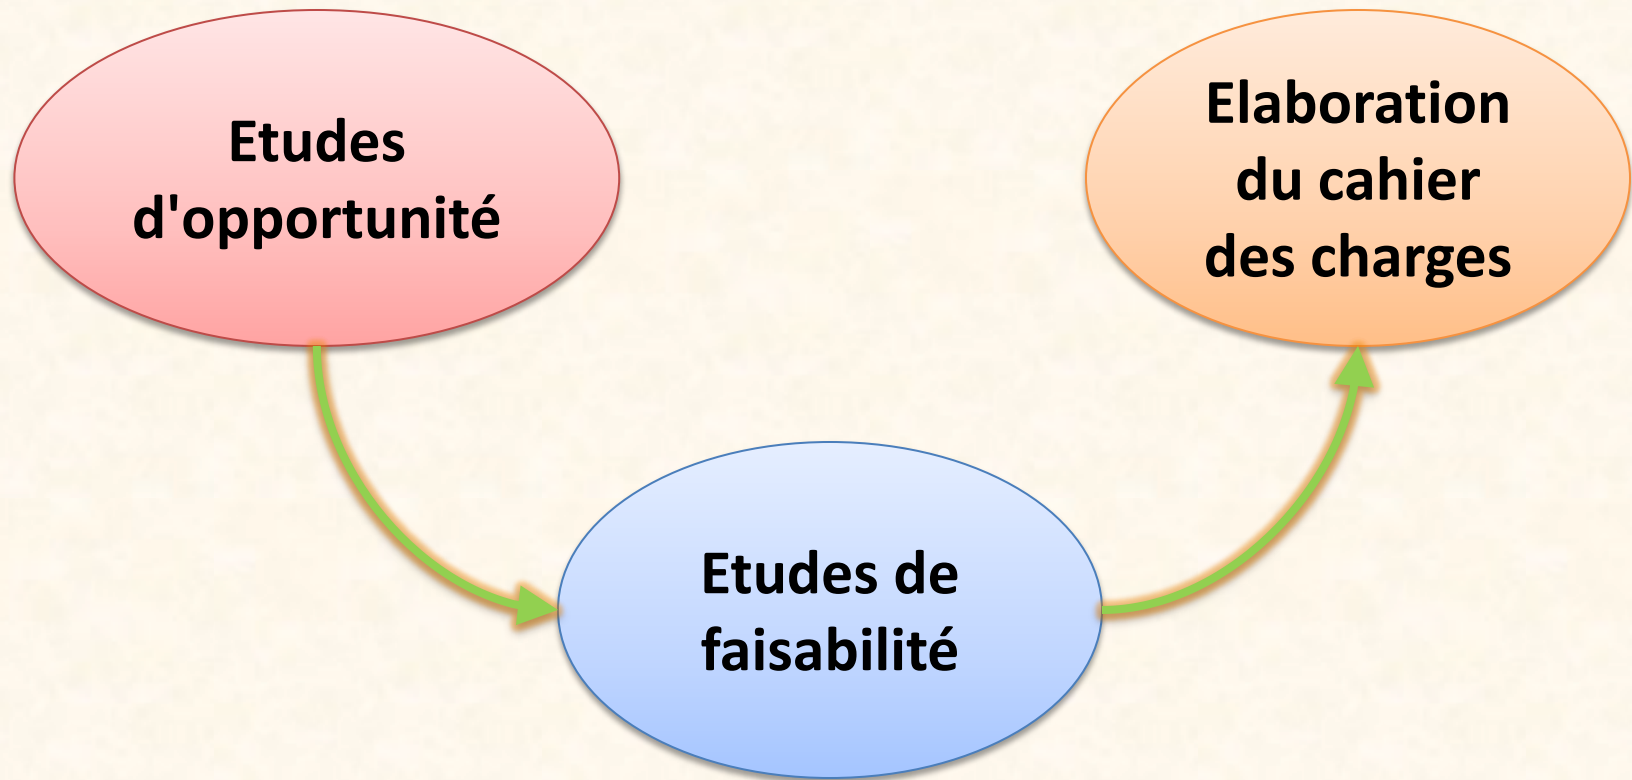 Etudes
d'opportunité
Etudes de
faisabilité
Elaboration
du cahier
des charges